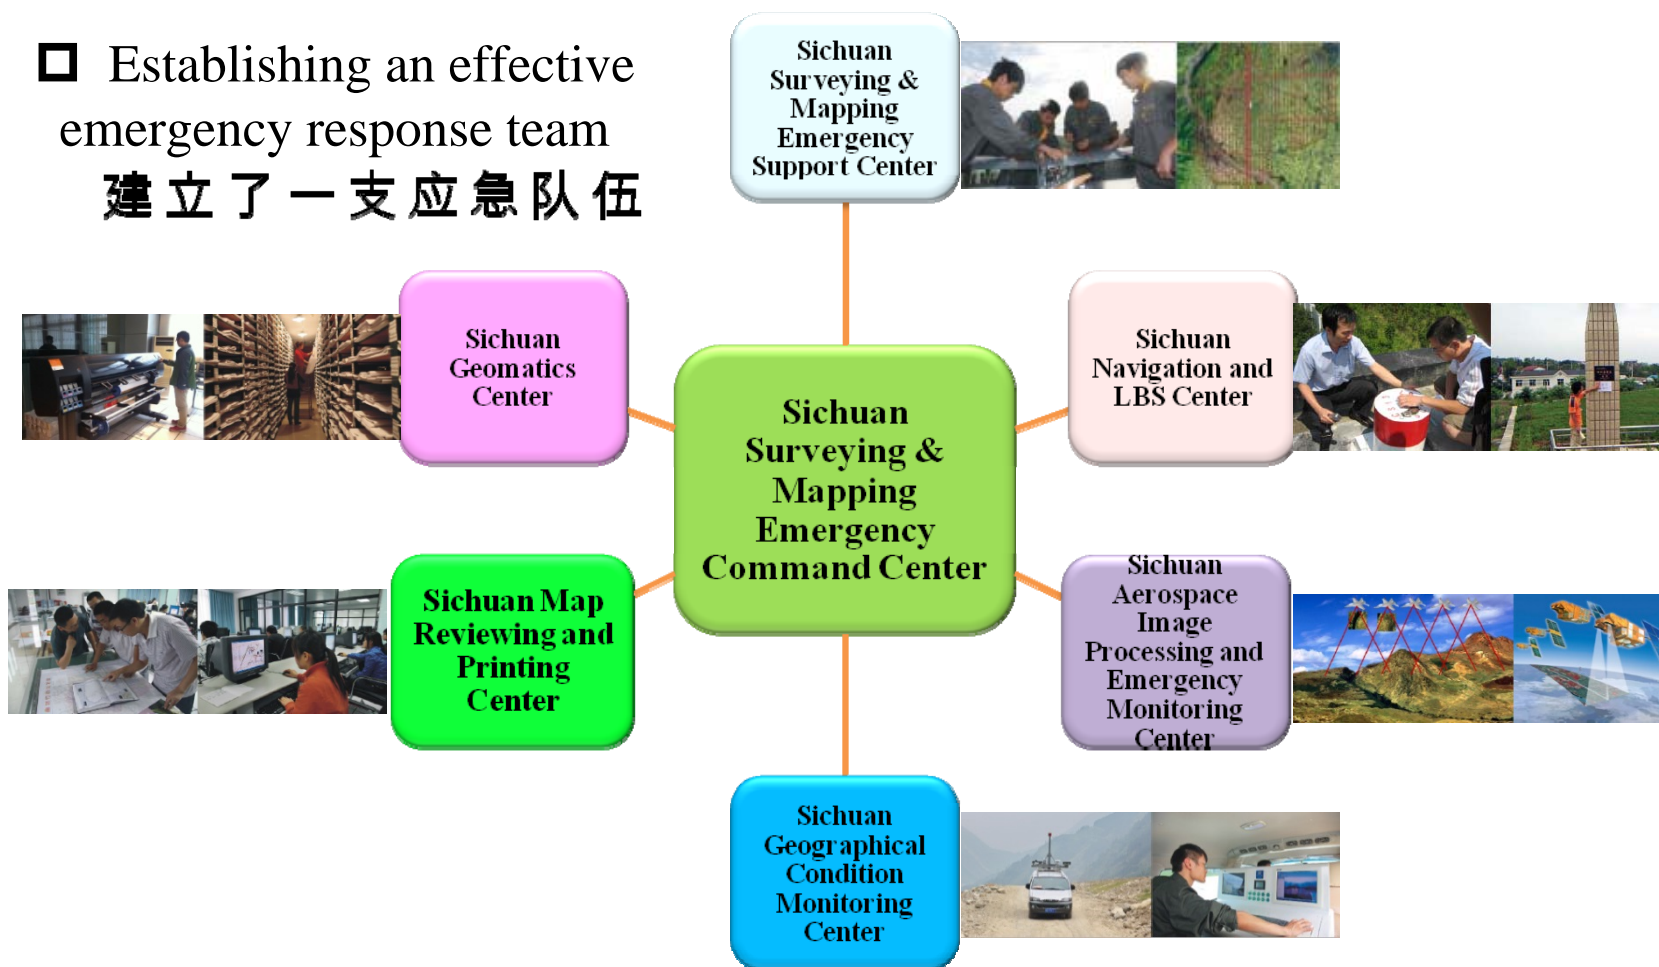 Establishing an effective
emergency response team
建立了一支应急队伍
Sichuan
Surveying &
Mapping
Emergency
Support Center
Sichuan
Geomatics
Center
Sichuan
Navigation and
LBS Center
Sichuan
Surveying &
Mapping
Emergency
Command Center
Sichuan Map
Reviewing and
Printing
Center
Sichuan
Aerospace
Image
Processing and
Emergency
Monitoring
Center
Sichuan
Geographical
Condition
Monitoring
Center